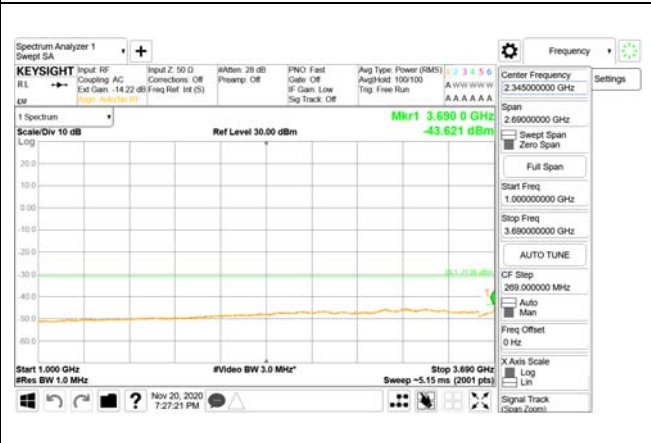 Spectrum Analyzer 1
Swept SA
Frequency
KEYSIGHT
RL
Input: RF
Coupling: AC
Ext Gain: -14.22 dB
Align: Auto/No RF
Input Z: 50 Ω
Corrections: Off
Freq Ref: Int (S)
#Atten: 28 dB
Preamp: Off
PNO: Fast
Gate: Off
IF Gain: Low
Sig Track: Off
Avg Type: Power (RMS)
Avg|Hold: 100/100
Trig: Free Run
1 2 3 4 5 6
A W W W W W
A A A A A A
1 Spectrum
Scale/Div 10 dB
Log
Ref Level 30.00 dBm
Mkr1 3.690 0 GHz
-43.621 dBm
20.0
10.0
0.00
-10.0
-20.0
-30.0
-40.0
-50.0
-60.0
1
Start 1.000 GHz
#Res BW 1.0 MHz
#Video BW 3.0 MHz*
Stop 3.690 GHz
Sweep ~5.15 ms (2001 pts)
Nov 20, 2020
7:27:21 PM
Center Frequency
2.345000000 GHz
Settings
Span
2.69000000 GHz
Swept Span
Zero Span
Full Span
Start Freq
1.000000000 GHz
Stop Freq
3.690000000 GHz
AUTO TUNE
CF Step
269.000000 MHz
Auto
Man
Freq Offset
0 Hz
X Axis Scale
Log
Lin
Signal Track
(Span Zoom)